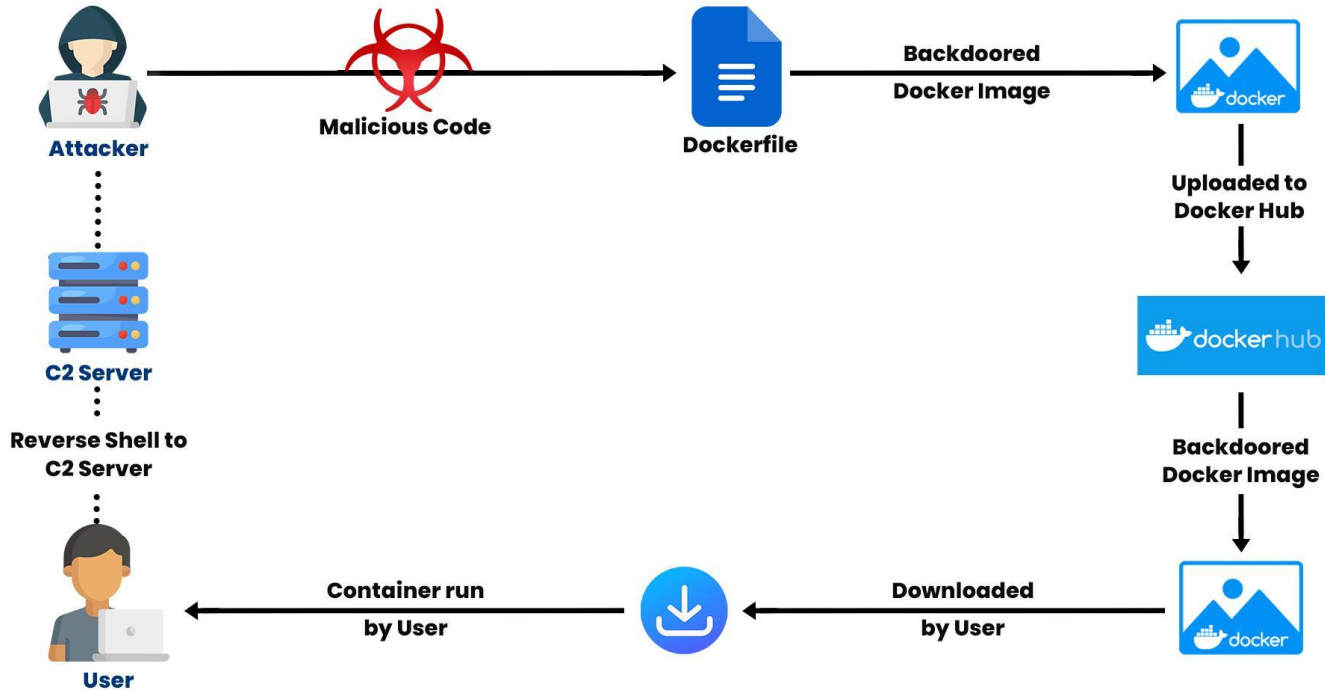 Attacker
Malicious Code
Dockerfile
Backdoored
Docker Image
docker
Uploaded to
Docker Hub
dockerhub
Backdoored
Docker Image
docker
Downloaded
by User
Container run
by User
C2 Server
Reverse Shell to
C2 Server
User